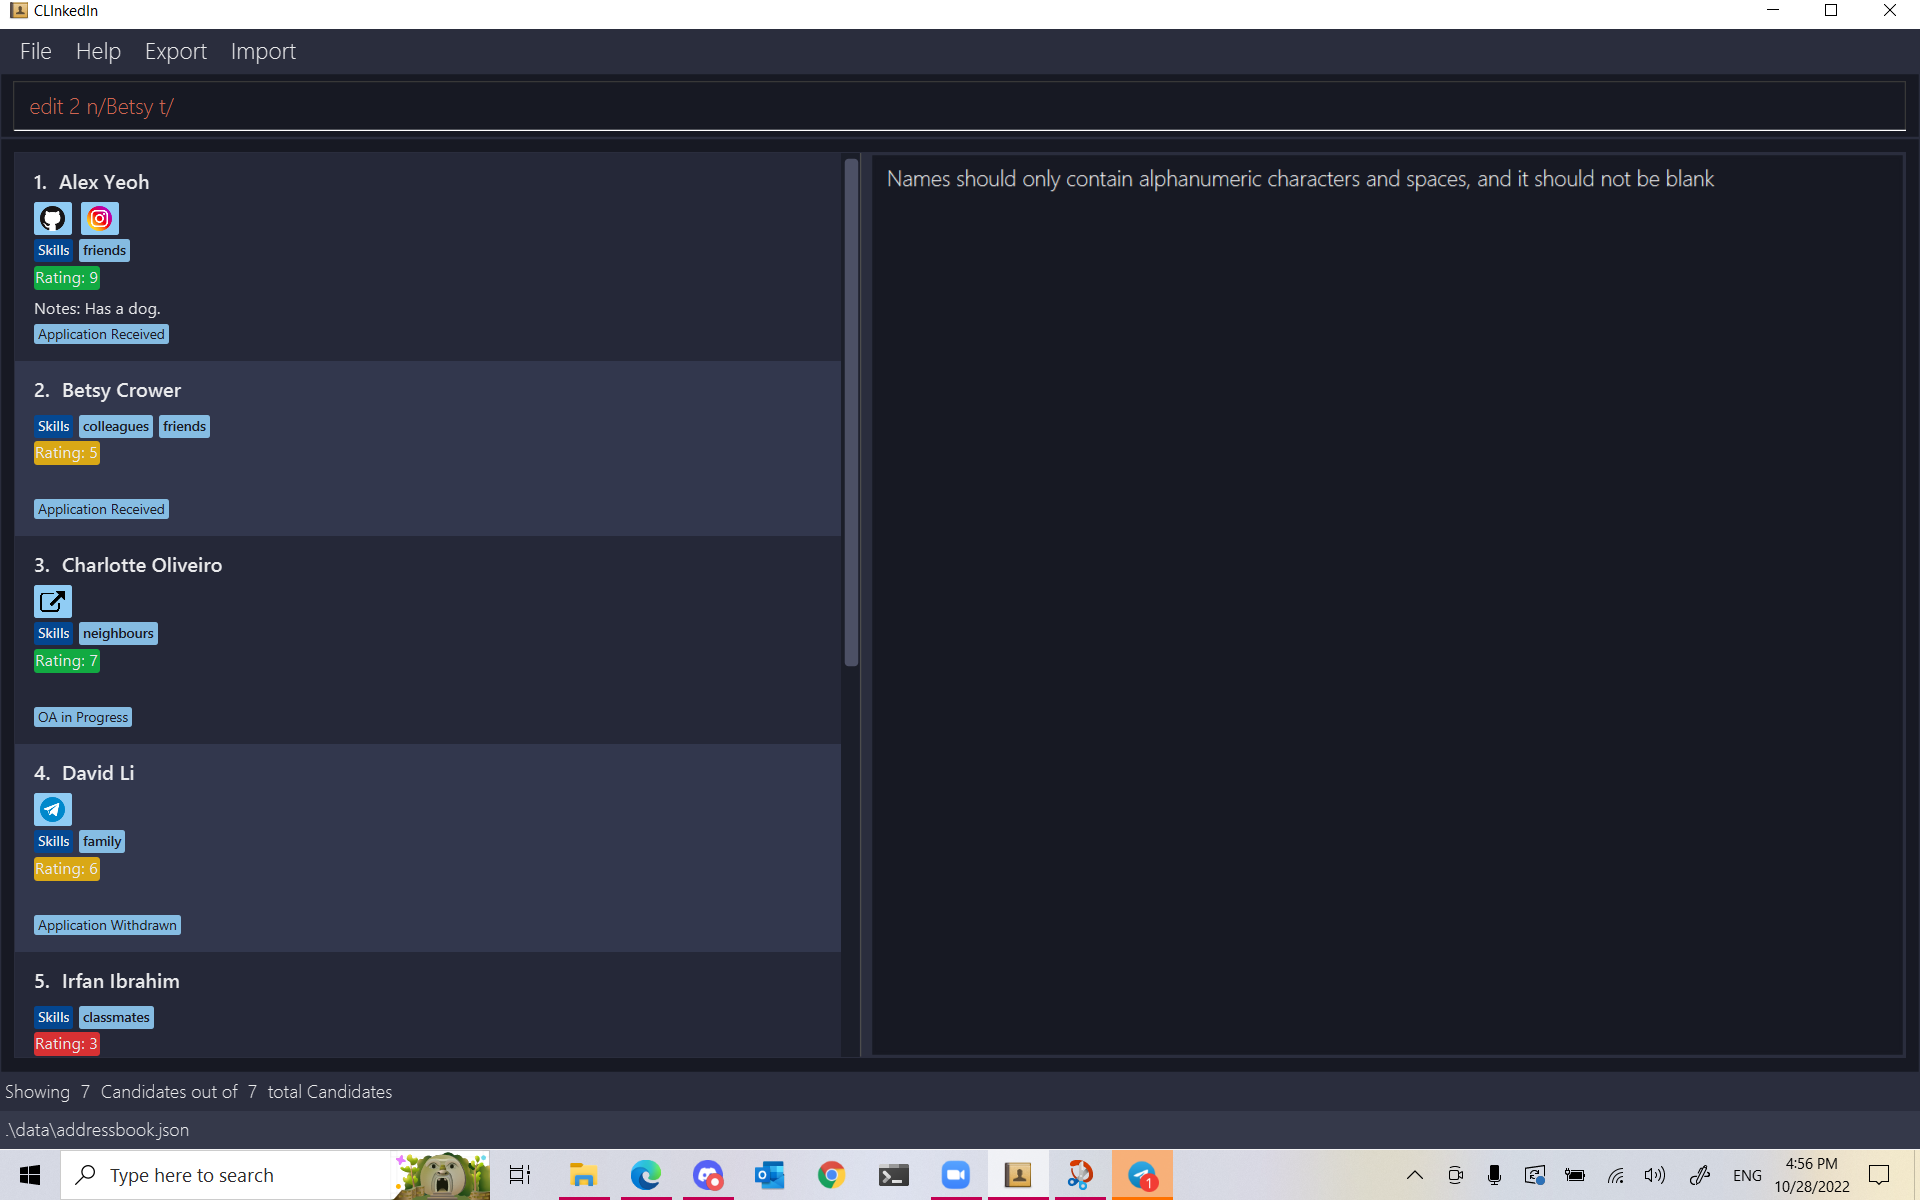 CLInkedIn
File Help Export Import
edit 2 n/Betsy t/
1. Alex Yeoh
Skills friends
Rating: 9
Notes: Has a dog.
Application Received
2. Betsy Crower
Skills colleagues friends
Rating: 5
Application Received
3. Charlotte Oliveiro
Skills neighbours
Rating: 7
OA in Progress
4. David Li
Skills family
Rating: 6
Application Withdrawn
5. Irfan Ibrahim
Skills classmates
Rating: 3
Names should only contain alphanumeric characters and spaces, and it should not be blank
Showing 7 Candidates out of 7 total Candidates
.\data\addressbook.json
Type here to search
1
ENG
4:56 PM
10/28/2022